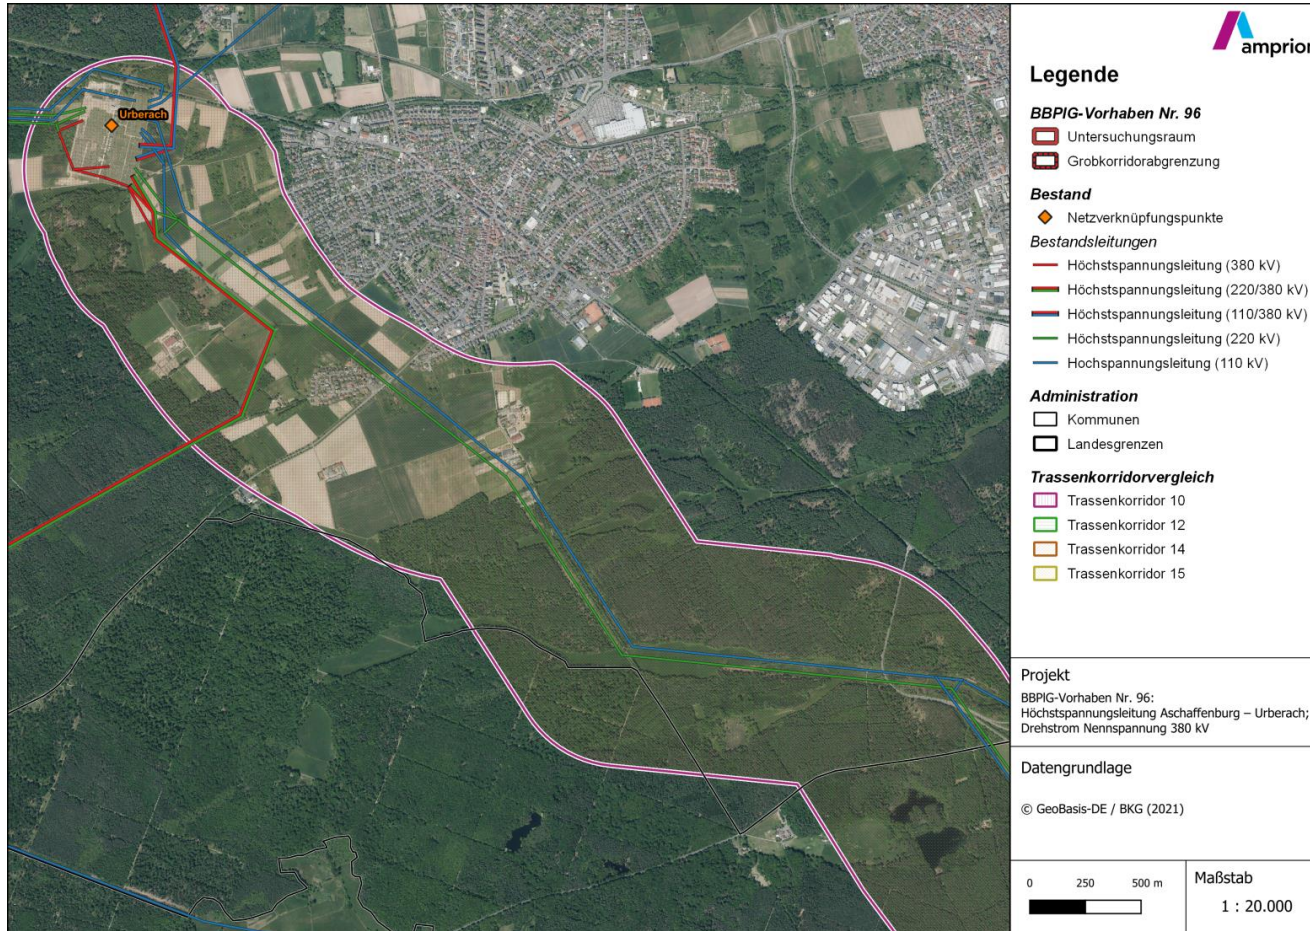 Urberach
amprion
Legende
BBPlG-Vorhaben Nr. 96
Untersuchungsraum
Grobkorridorabgrenzung
Bestand
Netzverknüpfungspunkte
Bestandsleitungen
Höchstspannungsleitung (380 kV)
Höchstspannungsleitung (220/380 kV)
Höchstspannungsleitung (110/380 kV)
Höchstspannungsleitung (220 kV)
Hochspannungsleitung (110 kV)
Administration
Kommunen
Landesgrenzen
Trassenkorridorvergleich
Trassenkorridor 10
Trassenkorridor 12
Trassenkorridor 14
Trassenkorridor 15
Projekt
BBPlG-Vorhaben Nr. 96:
Höchstspannungsleitung Aschaffenburg – Urberach;
Drehstrom Nennspannung 380 kV
Datengrundlage
© GeoBasis-DE / BKG (2021)
0 250 500 m
Maßstab
1 : 20.000